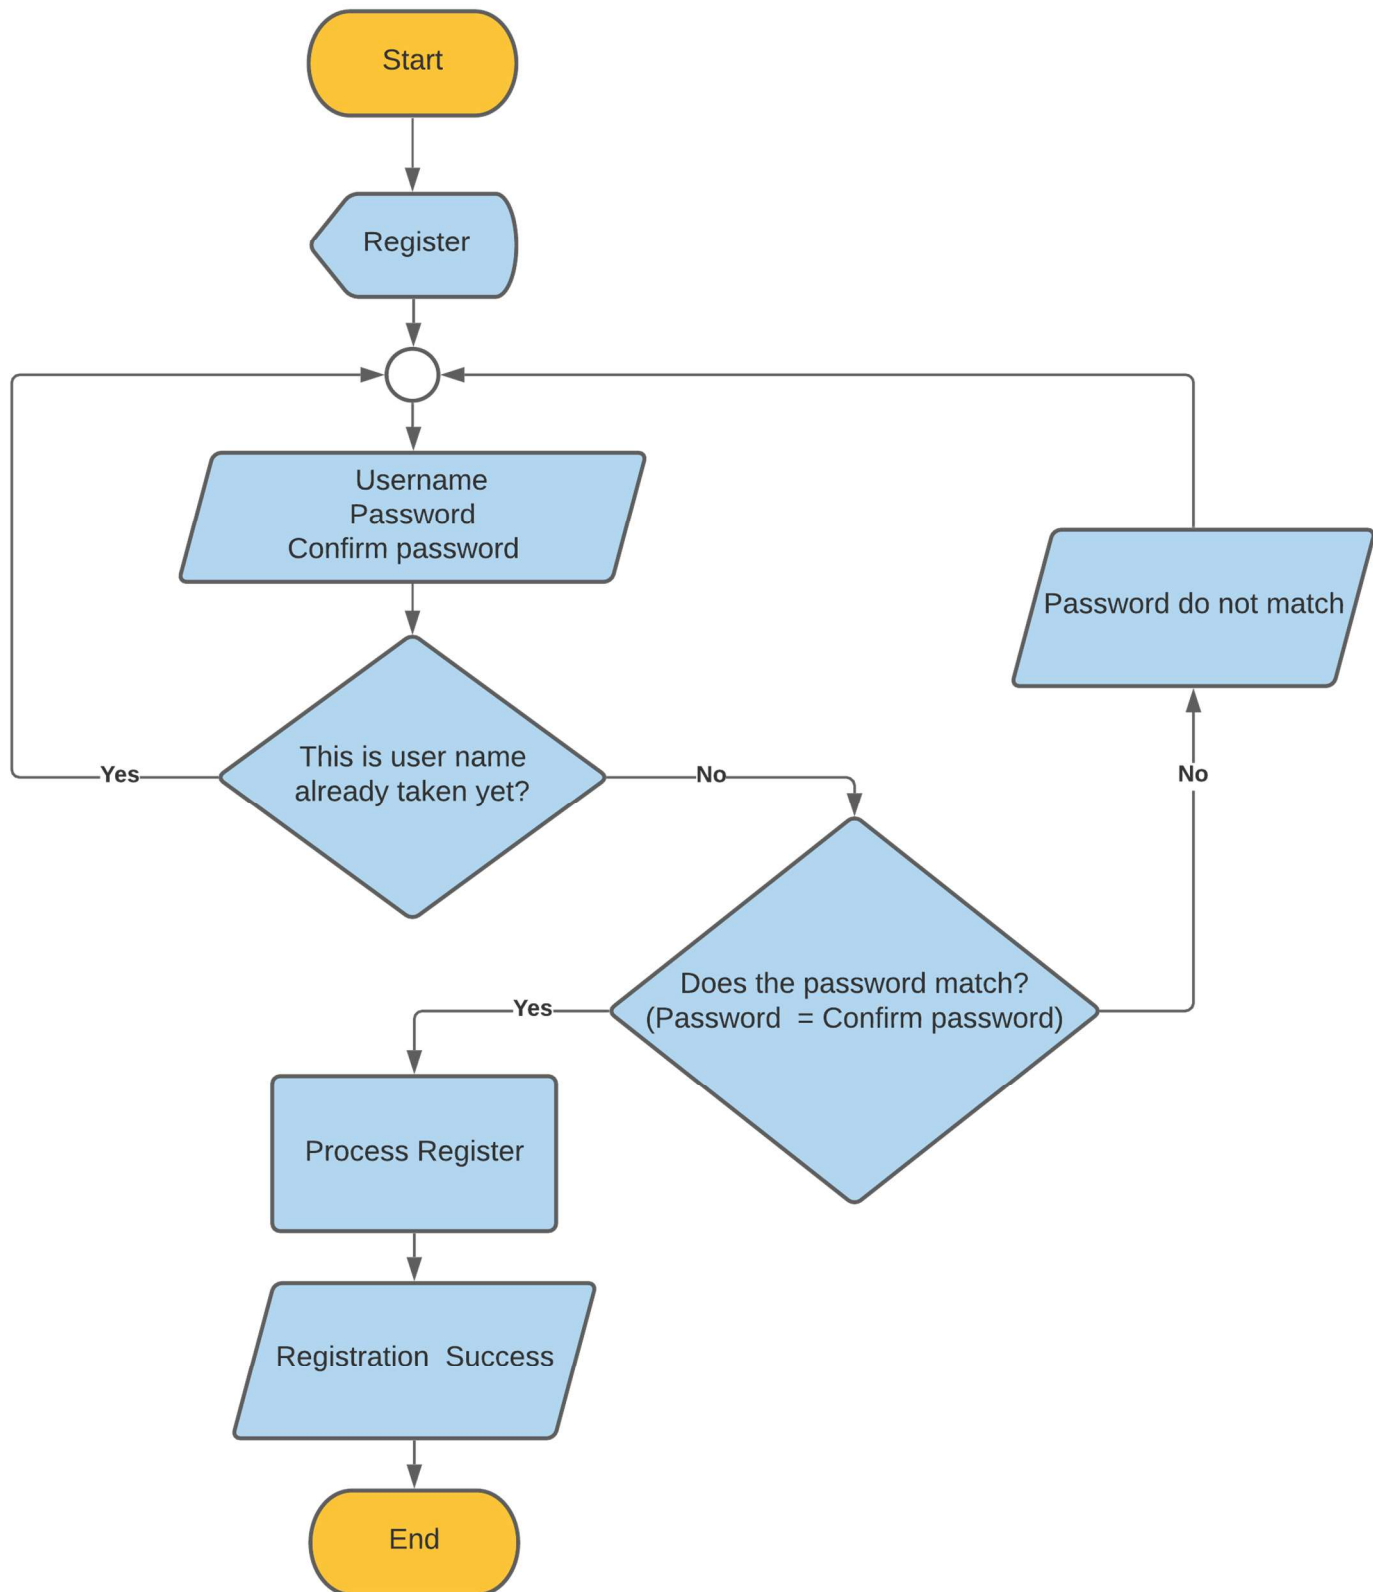 Start
Register
Username
Password
Confirm password
Password do not match
This is user name
already taken yet?
Yes
No
No
Does the password match?
(Password  = Confirm password)
Yes
Process Register
Registration  Success
End